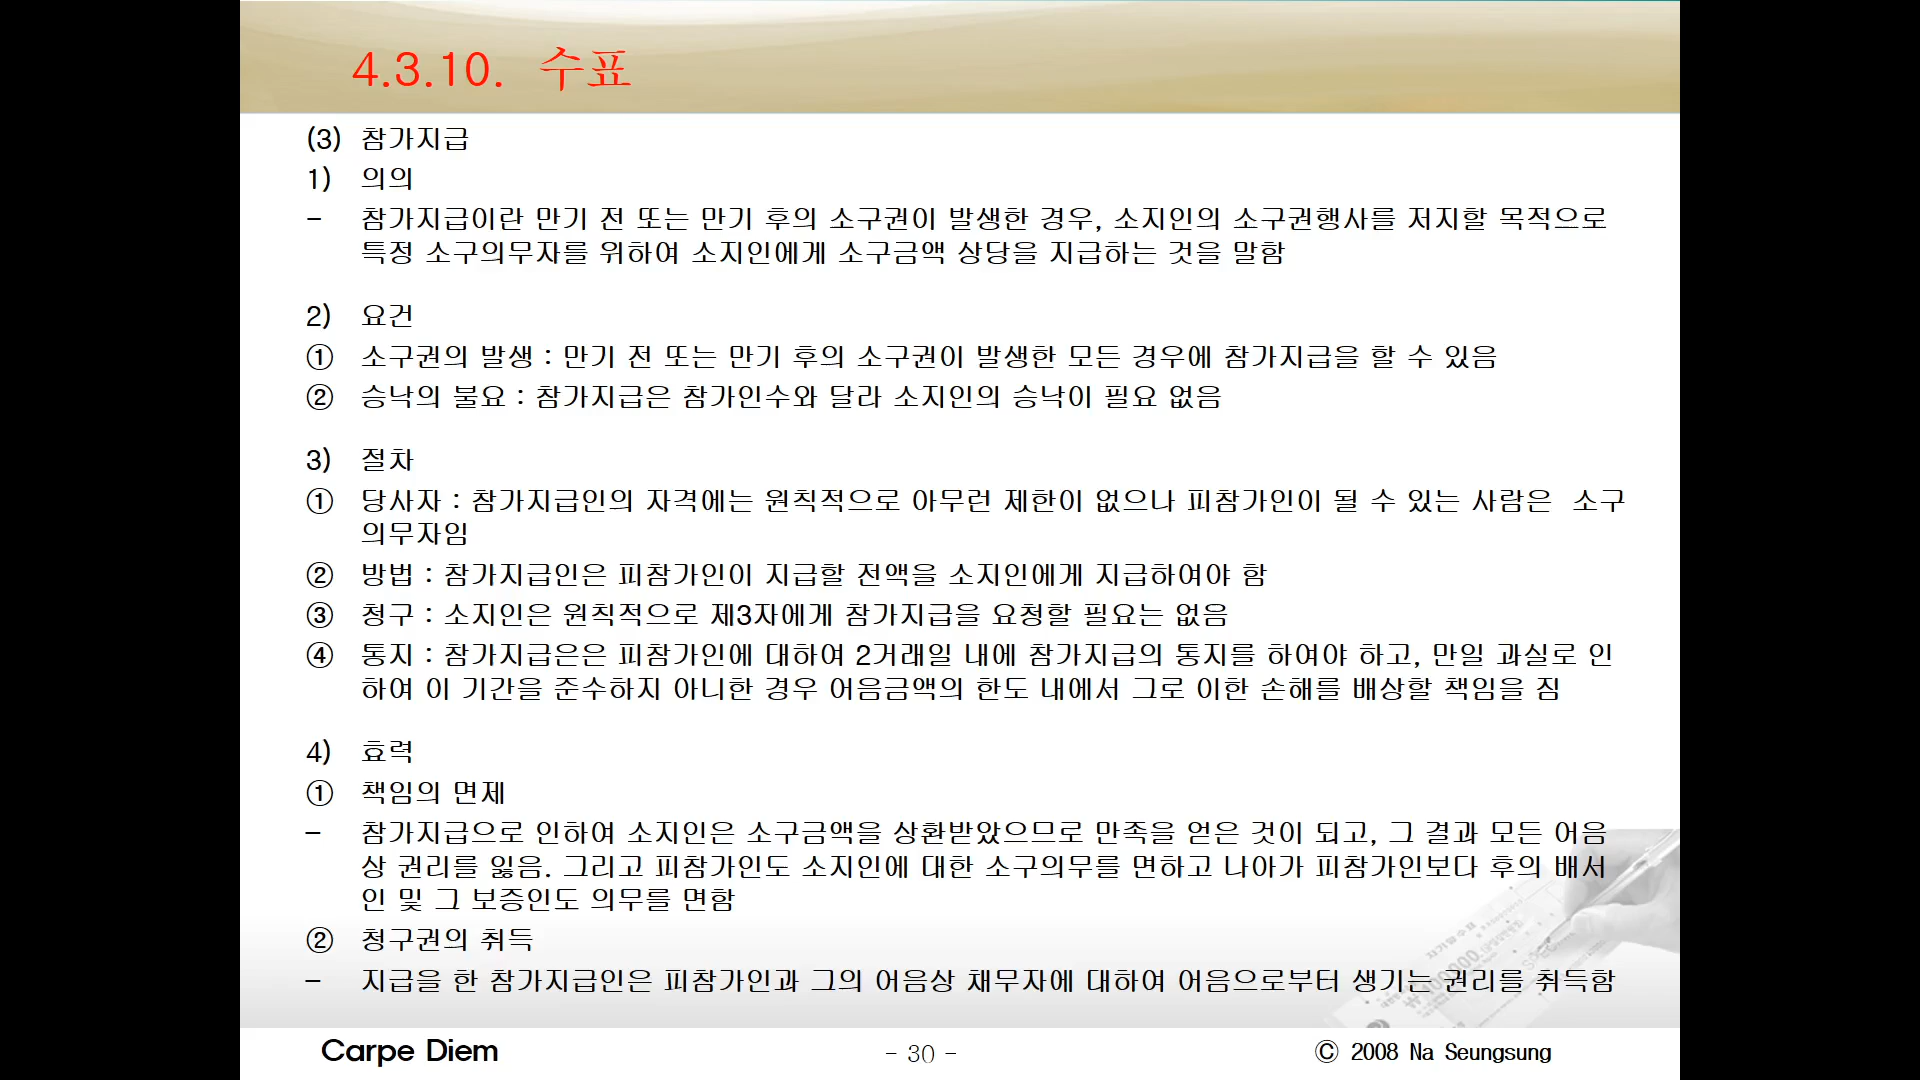 4.3.10. 수표
(3) 참가지급
1) 의의
- 참가지급이란 만기 전 또는 만기 후의 소구권이 발생한 경우, 소지인의 소구권행사를 저지할 목적으로
특정 소구의무자를 위하여 소지인에게 소구금액 상당을 지급하는 것을 말함
2) 요건
① 소구권의 발생 : 만기 전 또는 만기 후의 소구권이 발생한 모든 경우에 참가지급을 할 수 있음
② 승낙의 불요 : 참가지급은 참가인수와 달라 소지인의 승낙이 필요 없음
3) 절차
① 당사자 : 참가지급인의 자격에는 원칙적으로 아무런 제한이 없으나 피참가인이 될 수 있는 사람은 소구
의무자임
② 방법 : 참가지급인은 피참가인이 지급할 전액을 소지인에게 지급하여야 함
③ 청구 : 소지인은 원칙적으로 제3자에게 참가지급을 요청할 필요는 없음
④ 통지 : 참가지급은은 피참가인에 대하여 2거래일 내에 참가지급의 통지를 하여야 하고, 만일 과실로 인
하여 이 기간을 준수하지 아니한 경우 어음금액의 한도 내에서 그로 이한 손해를 배상할 책임을 짐
4) 효력
① 책임의 면제
- 참가지급으로 인하여 소지인은 소구금액을 상환받았으므로 만족을 얻은 것이 되고, 그 결과 모든 어음
상 권리를 잃음. 그리고 피참가인도 소지인에 대한 소구의무를 면하고 나아가 피참가인보다 후의 배서
인 및 그 보증인도 의무를 면함
② 청구권의 취득
- 지급을 한 참가지급인은 피참가인과 그의 어음상 채무자에 대하여 어음으로부터 생기는 권리를 취득함
Carpe Diem
- 30 -
ⓒ 2008 Na Seungsung